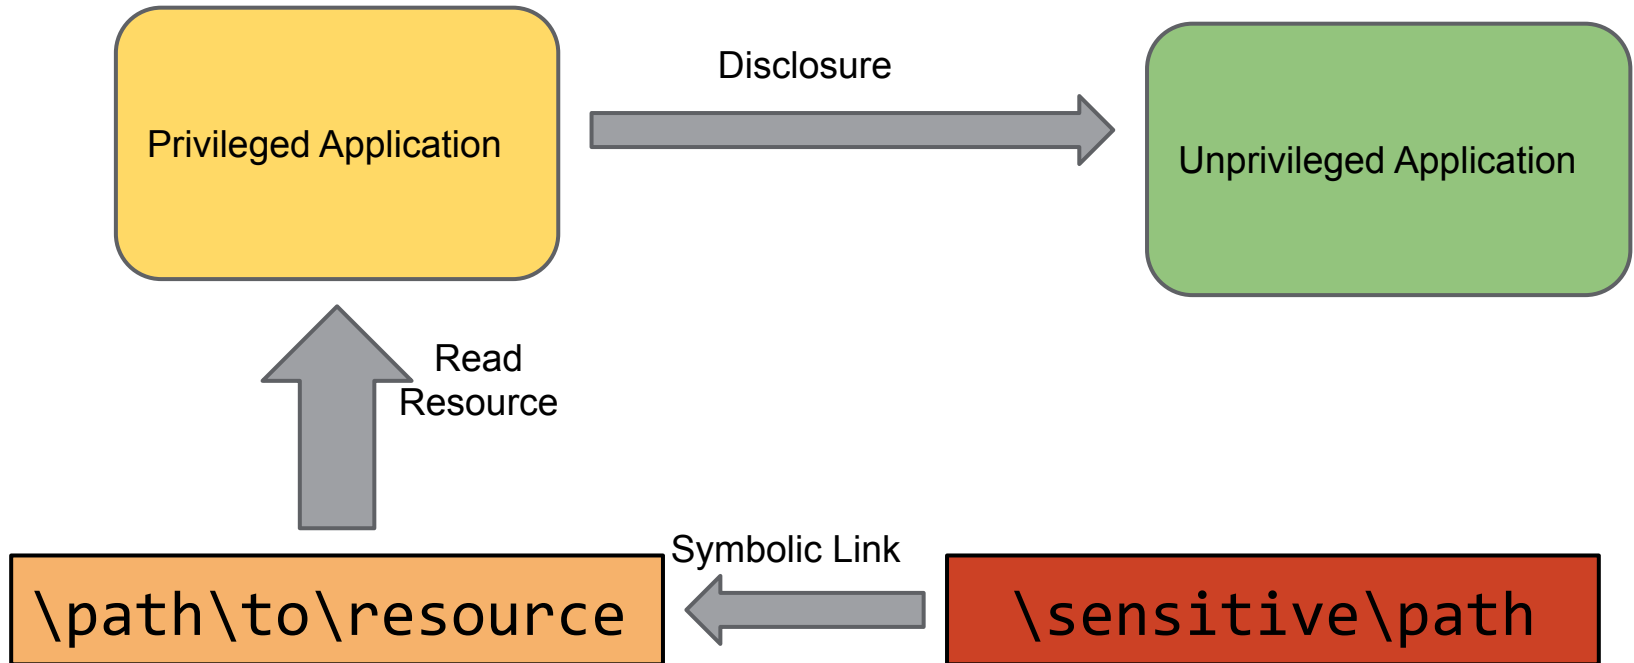 Disclosure
Privileged Application
Unprivileged Application
Read
Resource
Symbolic Link
\path\to\resource
\sensitive\path